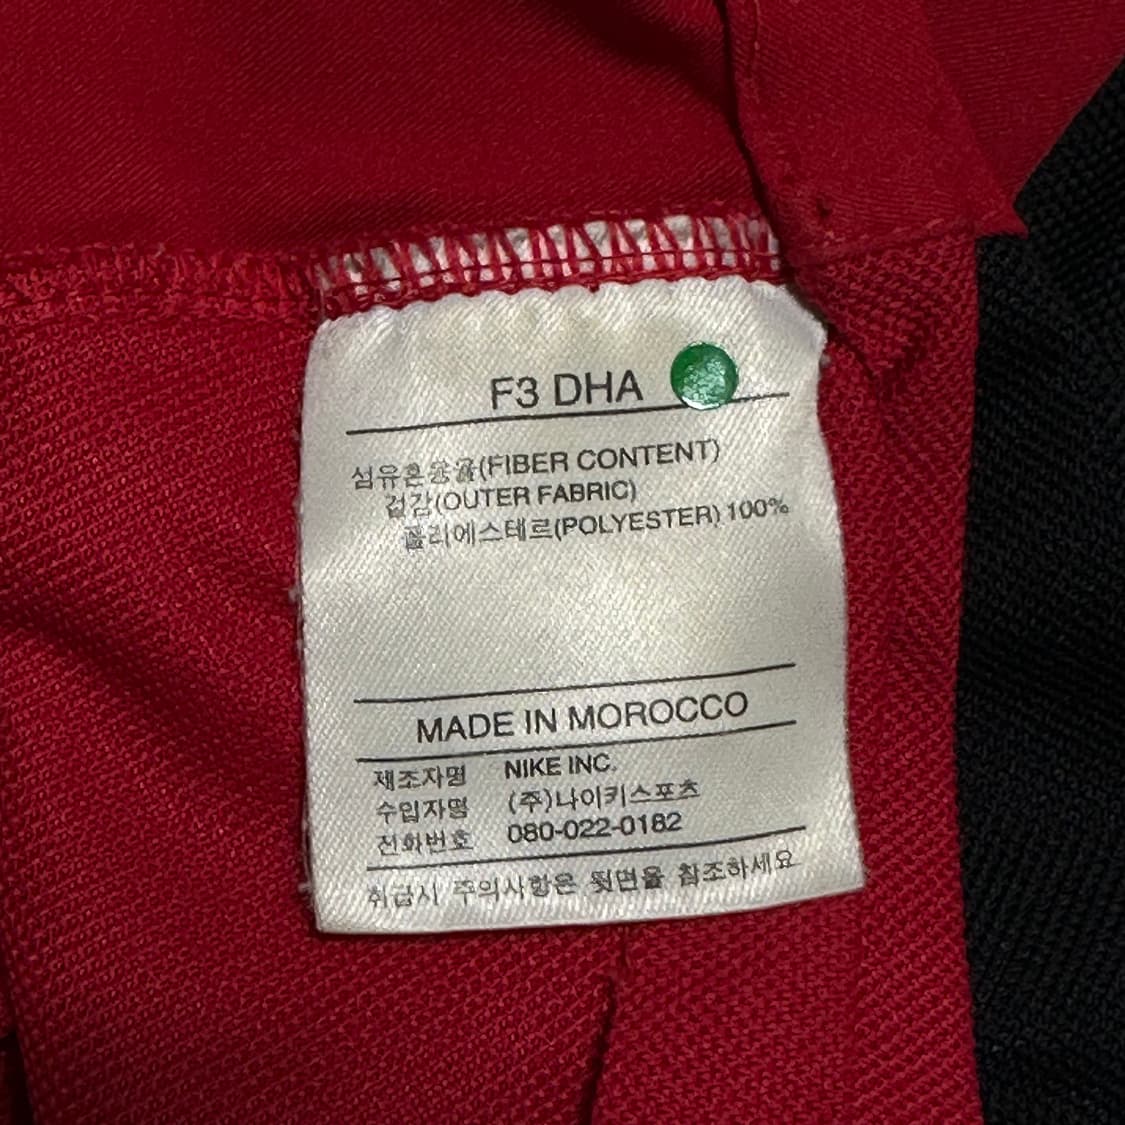 F3 DHA
섬유혼용율(FIBER CONTENT)
겉감(OUTER FABRIC)
폴리에스테르(POLYESTER) 100%
MADE IN MOROCCO
제조자명 NIKE INC.
수입자명 (주)나이키스포츠
전화번호 080-022-0182
취급시 주의사항은 뒷면을 참조하세요